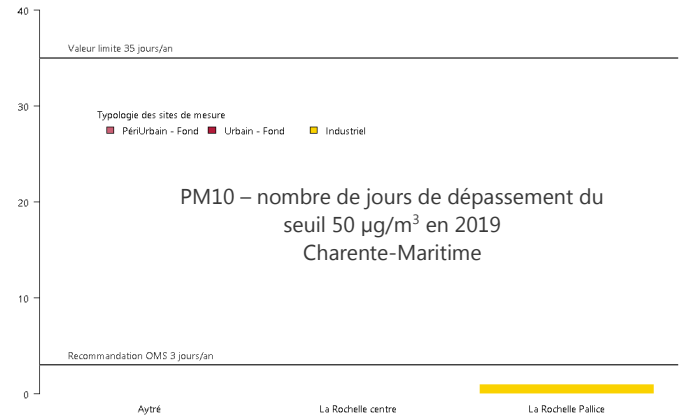 40
Valeur limite 35 jours/an
30
Typologie des sites de mesure
PériUrbain - Fond Urbain - Fond Industriel
PM10 – nombre de jours de dépassement du
20
seuil 50 µg/m³ en 2019
Charente-Maritime
10
Recommandation OMS 3 jours/an
0
Aytré La Rochelle centre La Rochelle Pallice